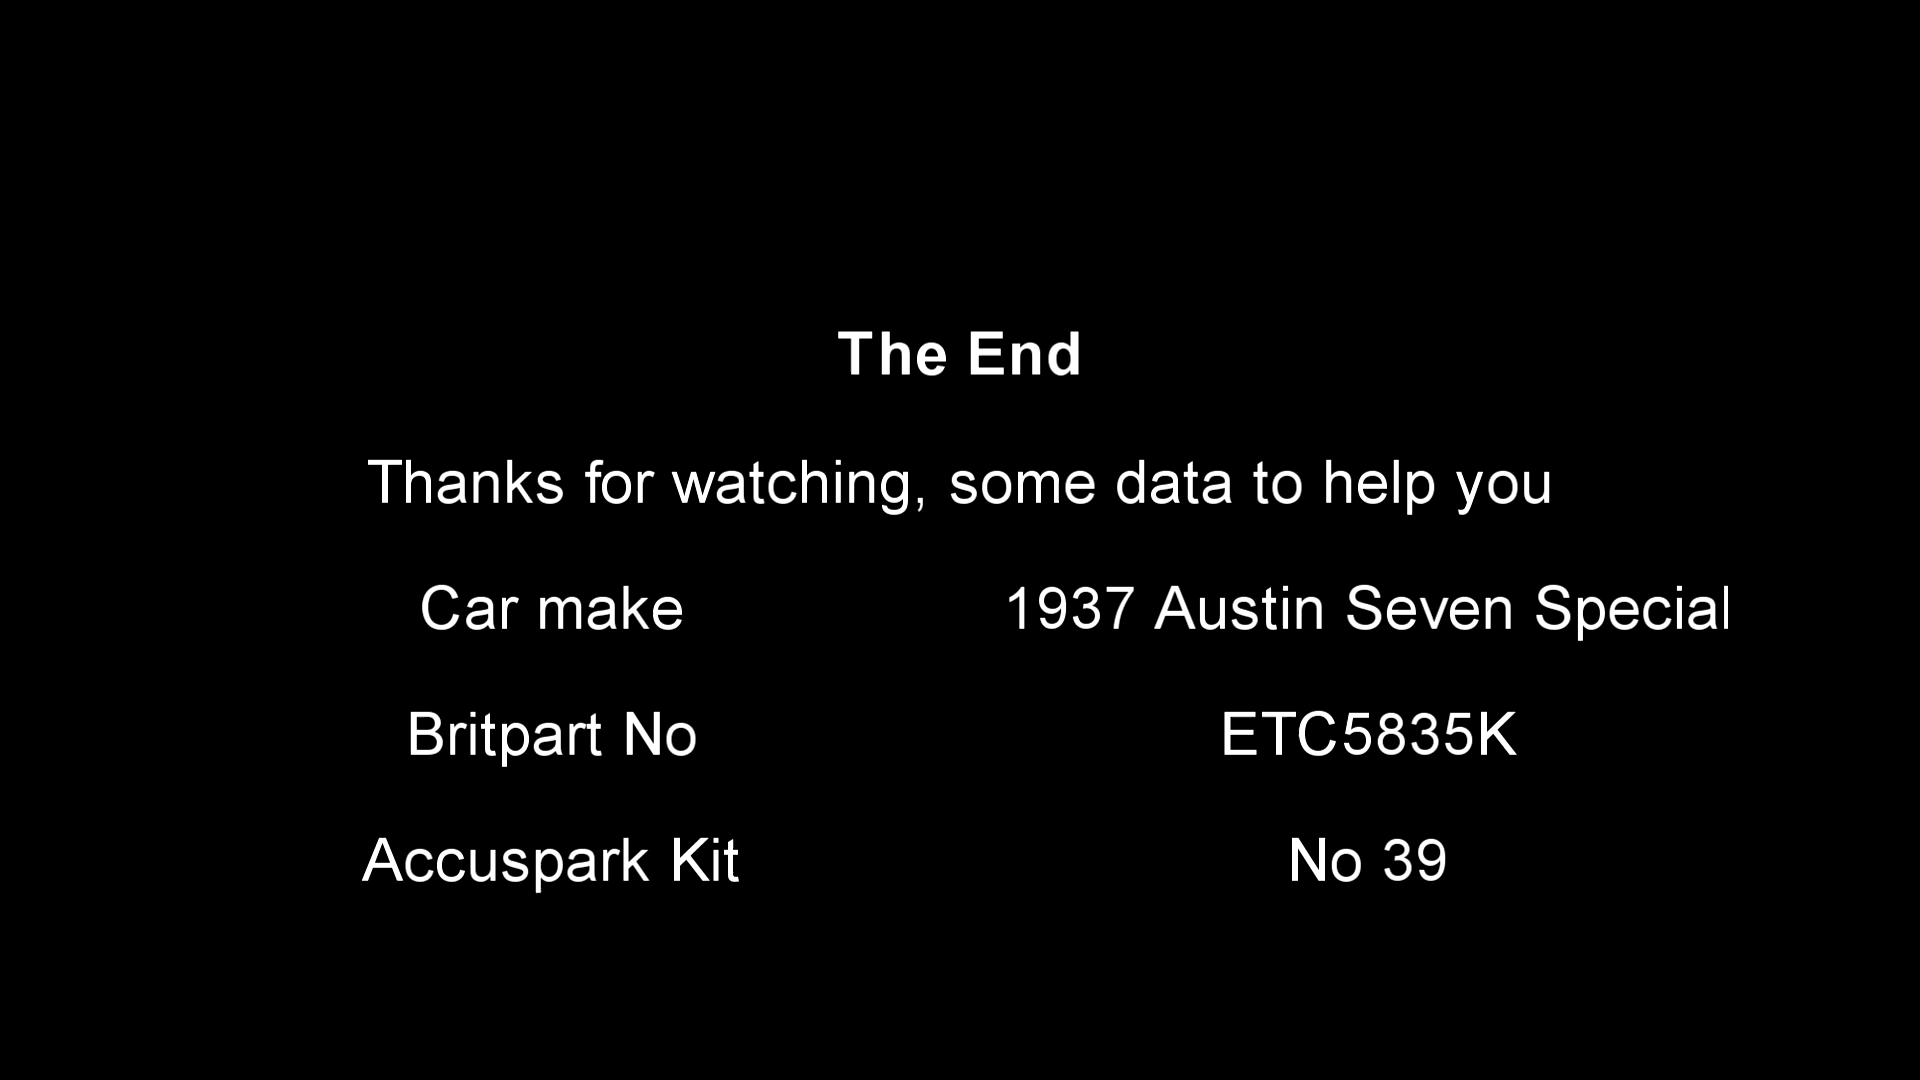 The End
Thanks for watching, some data to help you
Car make 1937 Austin Seven Special
Britpart No ETC5835K
Accuspark Kit No 39